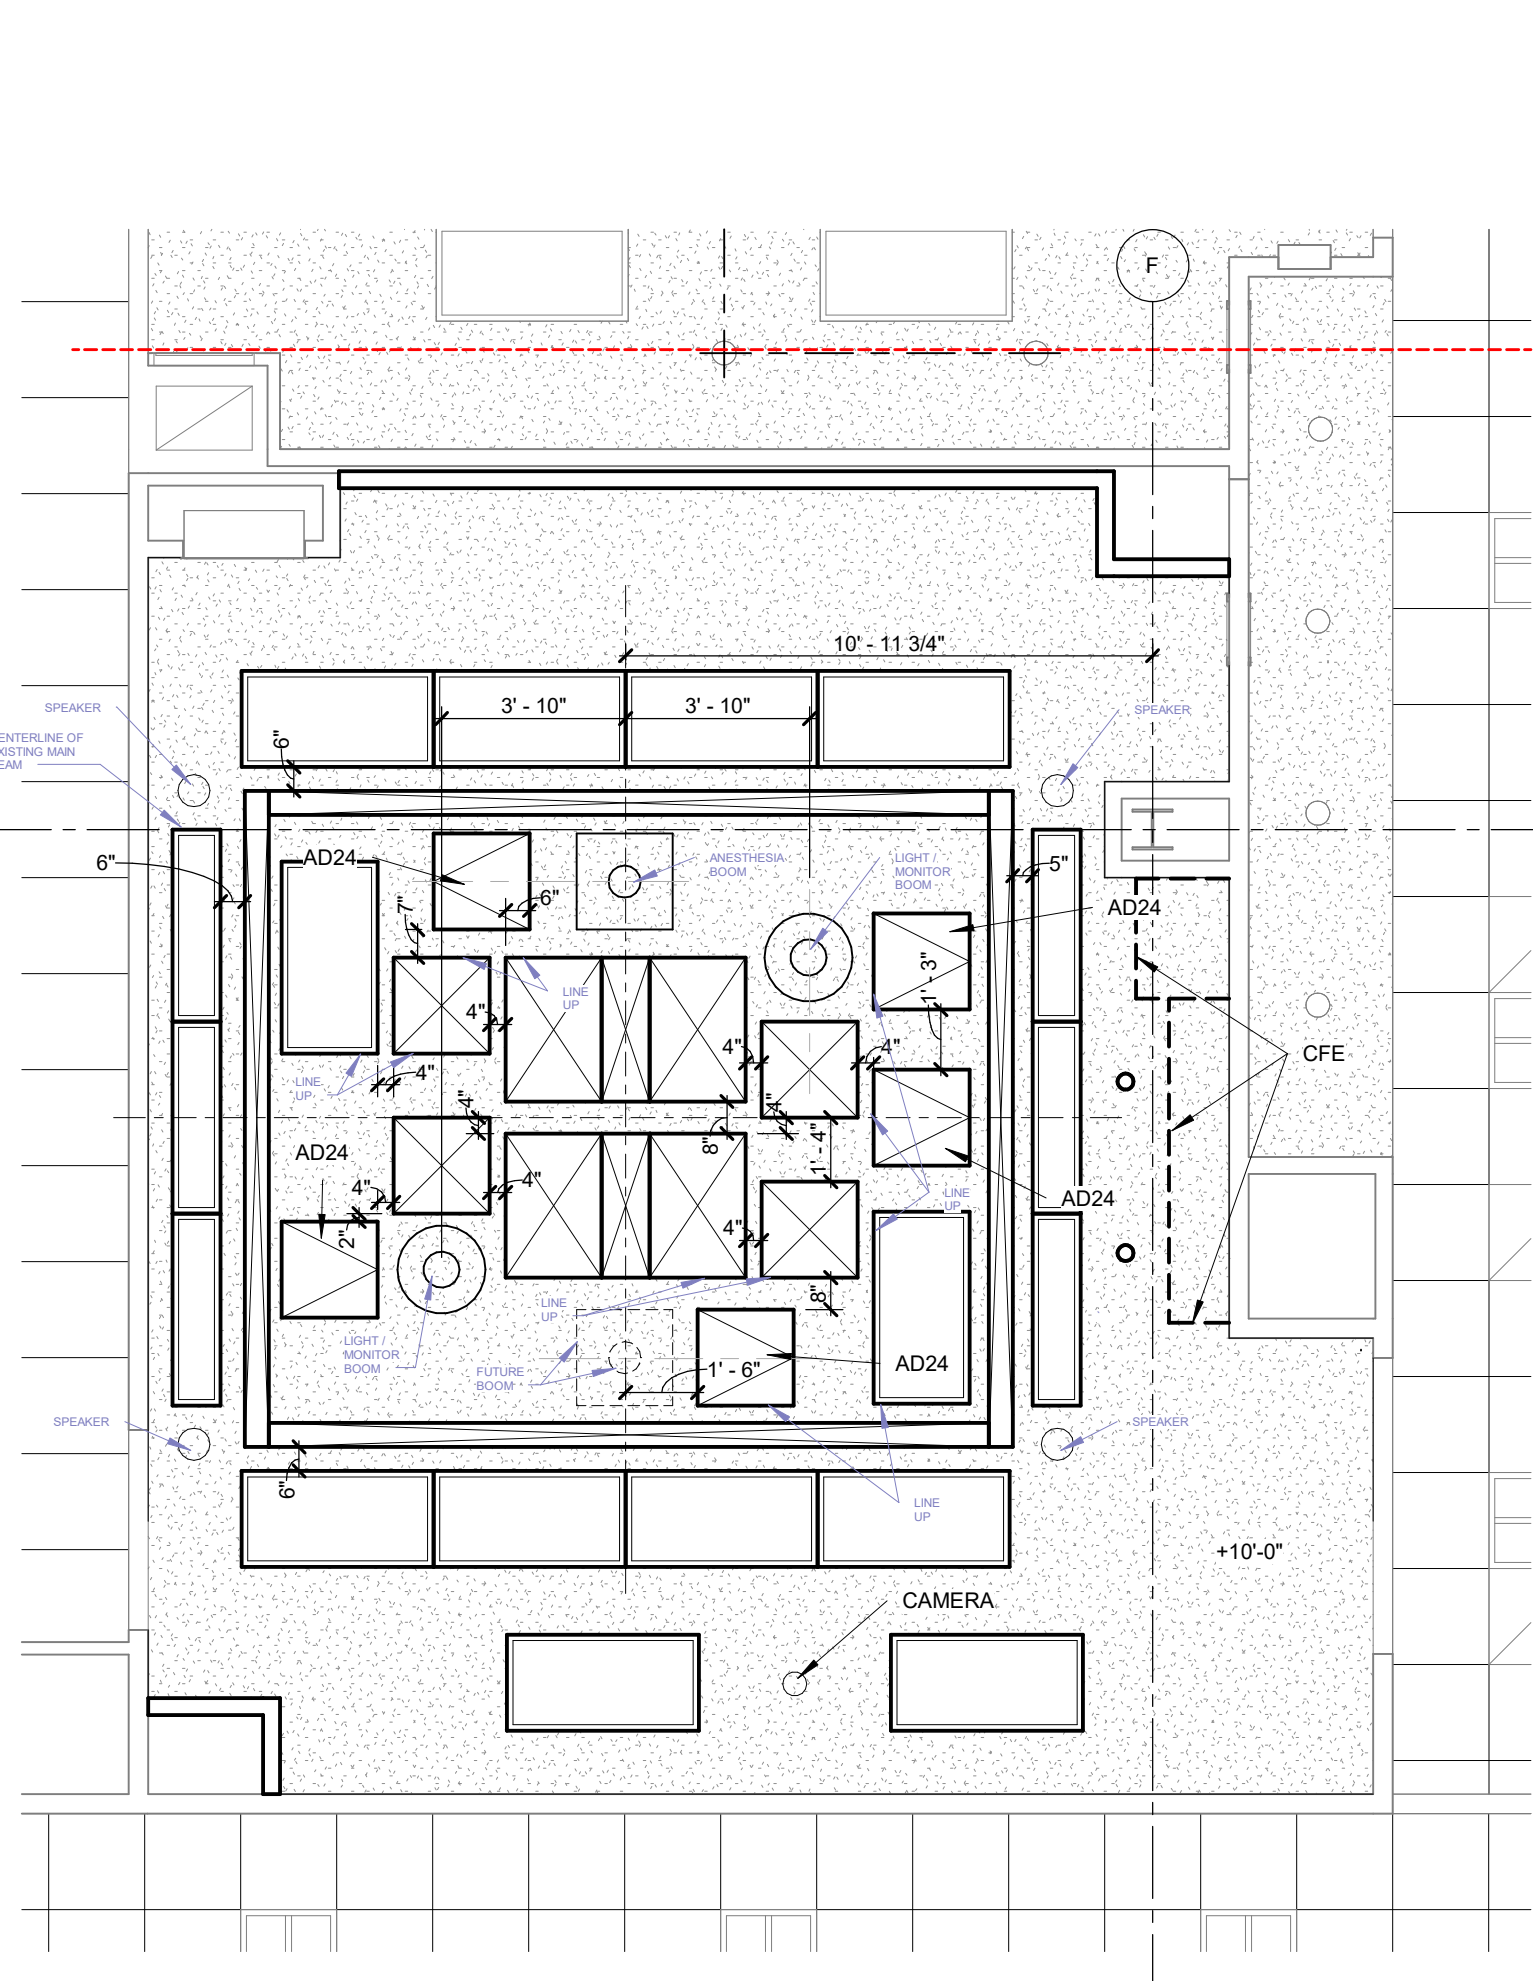 F
10' - 11 3/4"
3' - 10"
3' - 10"
SPEAKER
SPEAKER
ENTERLINE OF
XISTING MAIN
EAM
6"
6"
AD24
ANESTHESIA
BOOM
LIGHT /
MONITOR
BOOM
5"
6"
7"
AD24
LINE
UP
4"
1' - 3"
4"
4"
CFE
LINE
UP
4"
4"
4"
8"
1' - 4"
AD24
4"
4"
LINE
UP
AD24
2"
4"
LINE
UP
8"
LIGHT /
MONITOR
BOOM
FUTURE
BOOM
1' - 6"
AD24
SPEAKER
SPEAKER
6"
LINE
UP
+10'-0"
CAMERA